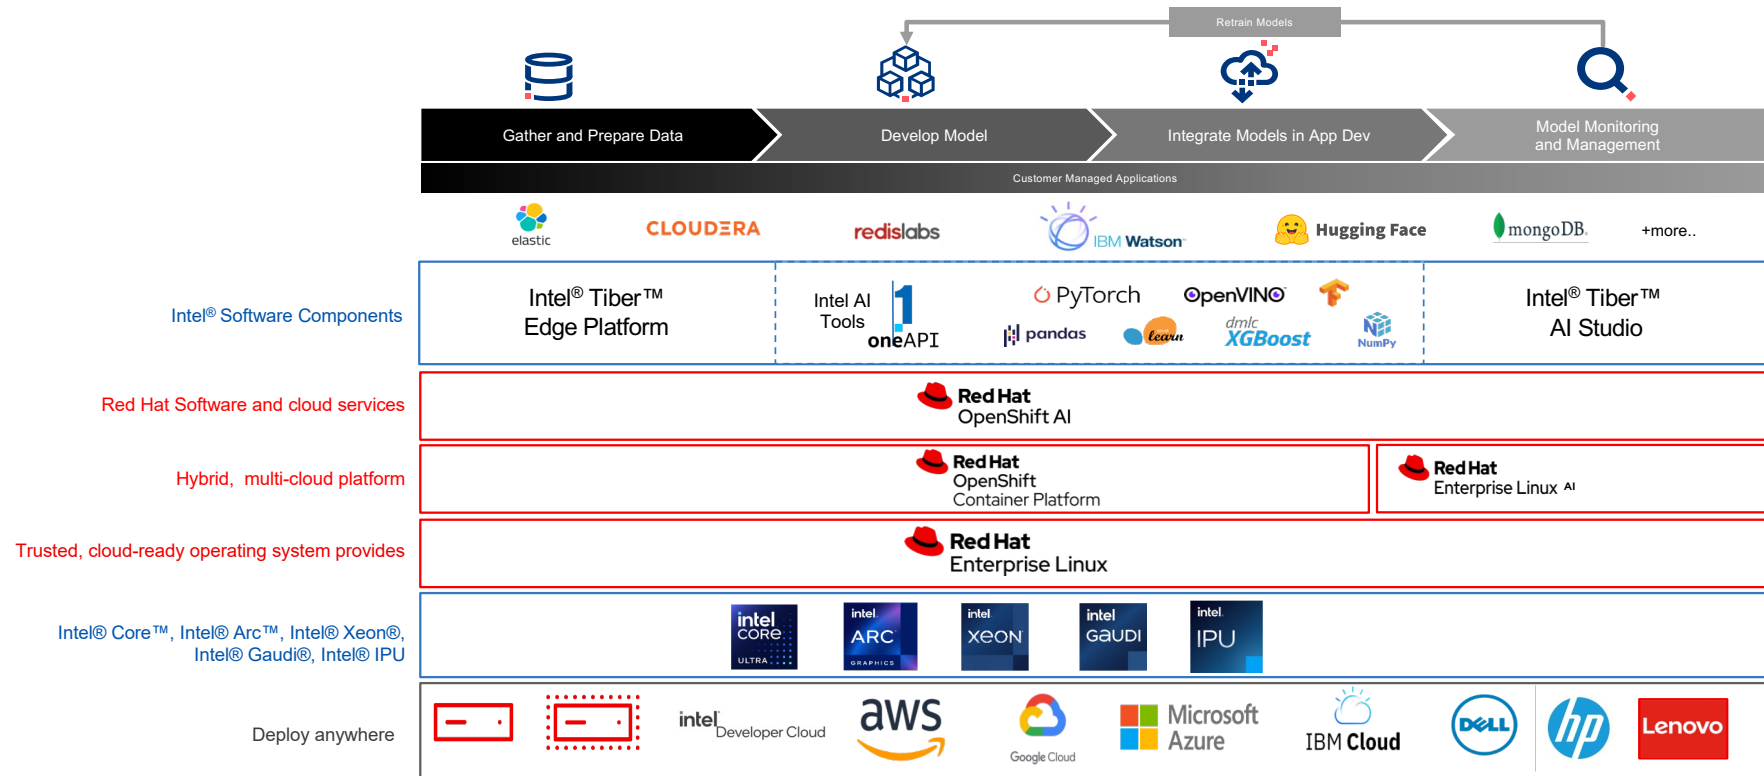 Retrain Models
Gather and Prepare Data
Develop Model
Integrate Models in App Dev
Model Monitoring
and Management
Customer Managed Applications
elastic
CLOUDERA
redislabs
IBM Watson
Hugging Face
mongoDB.
+more..
Intel® Software Components
Intel® Tiber™
Edge Platform
Intel AI
Tools
1
oneAPI
PyTorch
OpenVINO
pandas
learn
dmlc
XGBoost
NumPy
Intel® Tiber™
AI Studio
Red Hat Software and cloud services
Red Hat
OpenShift AI
Hybrid, multi-cloud platform
Red Hat
OpenShift
Container Platform
Red Hat
Enterprise Linux AI
Trusted, cloud-ready operating system provides
Red Hat
Enterprise Linux
Intel® Core™, Intel® Arc™, Intel® Xeon®,
Intel® Gaudi®, Intel® IPU
intel
CORE
ULTRA
intel.
ARC
GRAPHICS
intel.
XEON
intel
GAUDI
intel.
IPU
Deploy anywhere
intel
Developer Cloud
aws
Google Cloud
Microsoft
Azure
IBM Cloud
DELL
hp
Lenovo